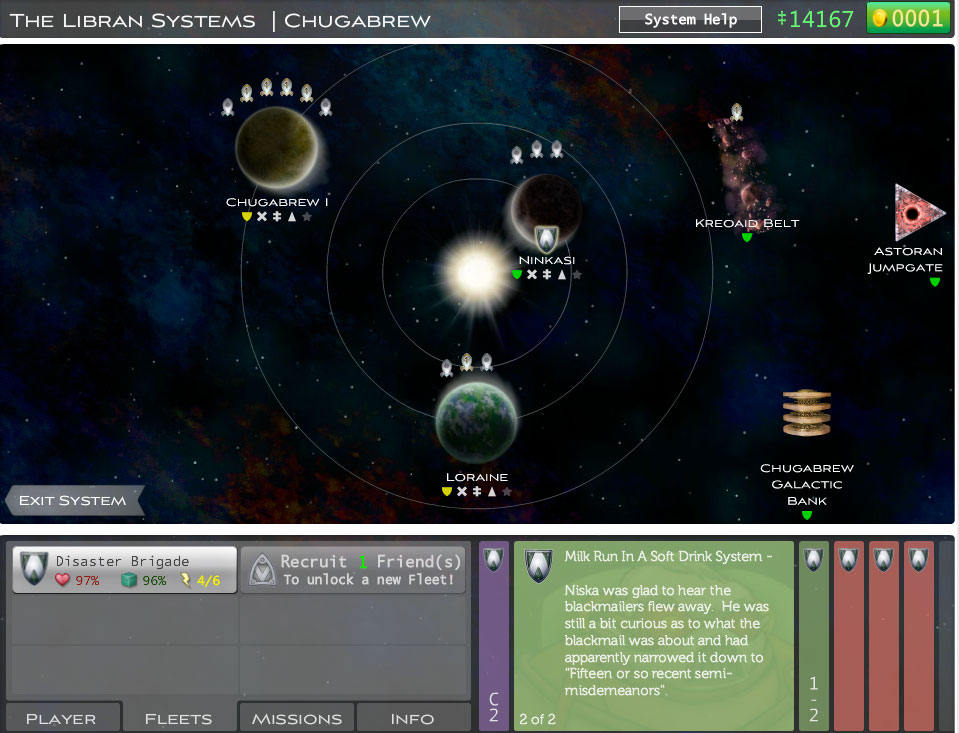 The Libran Systems | Chugabrew
System Help
‡14167
0001
Chugabrew I
Ninkasi
Kreoaid Belt
Astoran
Jumpgate
Loraine
Chugabrew
Galactic
Bank
Exit System
Disaster Brigade
97% 96% 4/6
Recruit 1 Friend(s)
To unlock a new Fleet!
C
2
Milk Run In A Soft Drink System -
Niska was glad to hear the
blackmailers flew away. He was
still a bit curious as to what the
blackmail was about and had
apparently narrowed it down to
"Fifteen or so recent semi-
misdemeanors".
2 of 2
1
-
2
Player
Fleets
Missions
Info